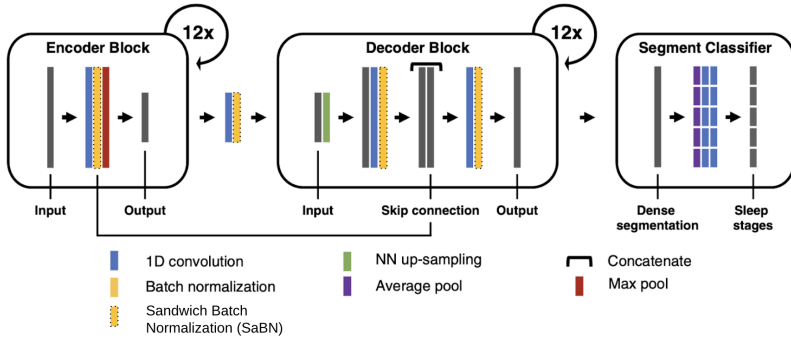 12x
12x
Encoder Block
Decoder Block
Segment Classifier
Input
Output
Input
Skip connection
Output
Dense
segmentation
Sleep
stages
1D convolution
NN up-sampling
Concatenate
Batch normalization
Average pool
Max pool
Sandwich Batch
Normalization (SaBN)